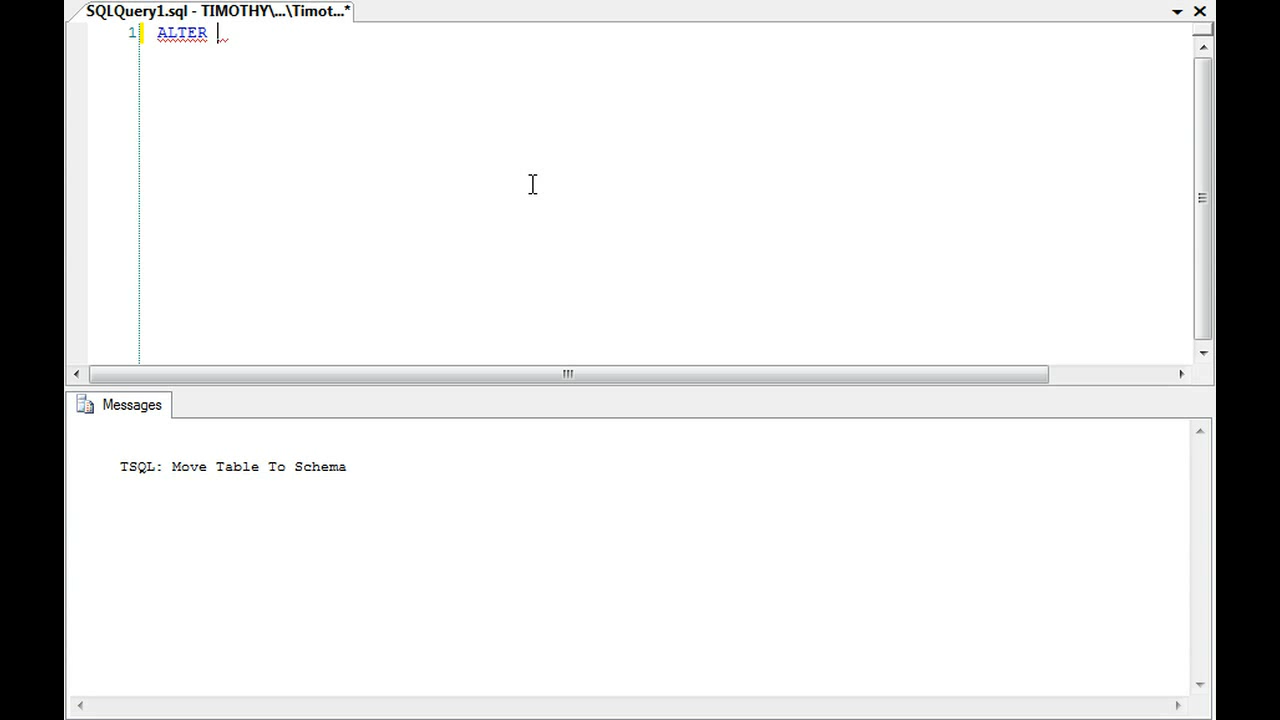 SQLQuery1.sql - TIMOTHY\...\Timot...*
1 ALTER
Messages
TSQL: Move Table To Schema